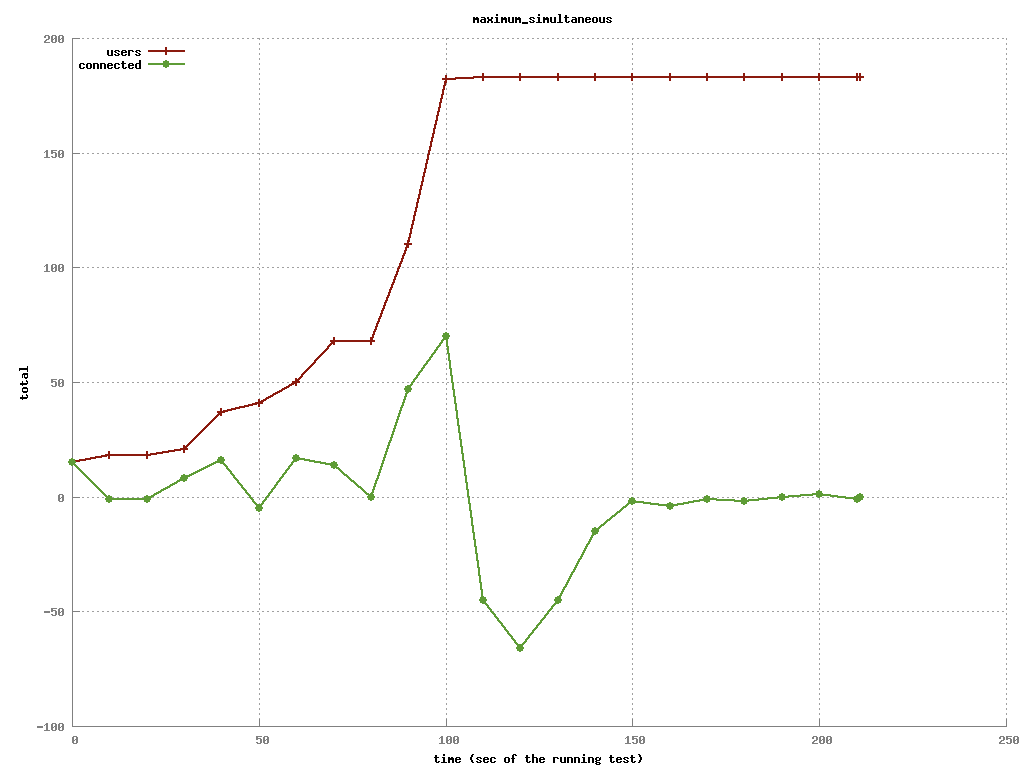 maximum_simultaneous
200
users
connected
150
100
total
50
0
-50
-100
0 50 100 150 200 250
time (sec of the running test)